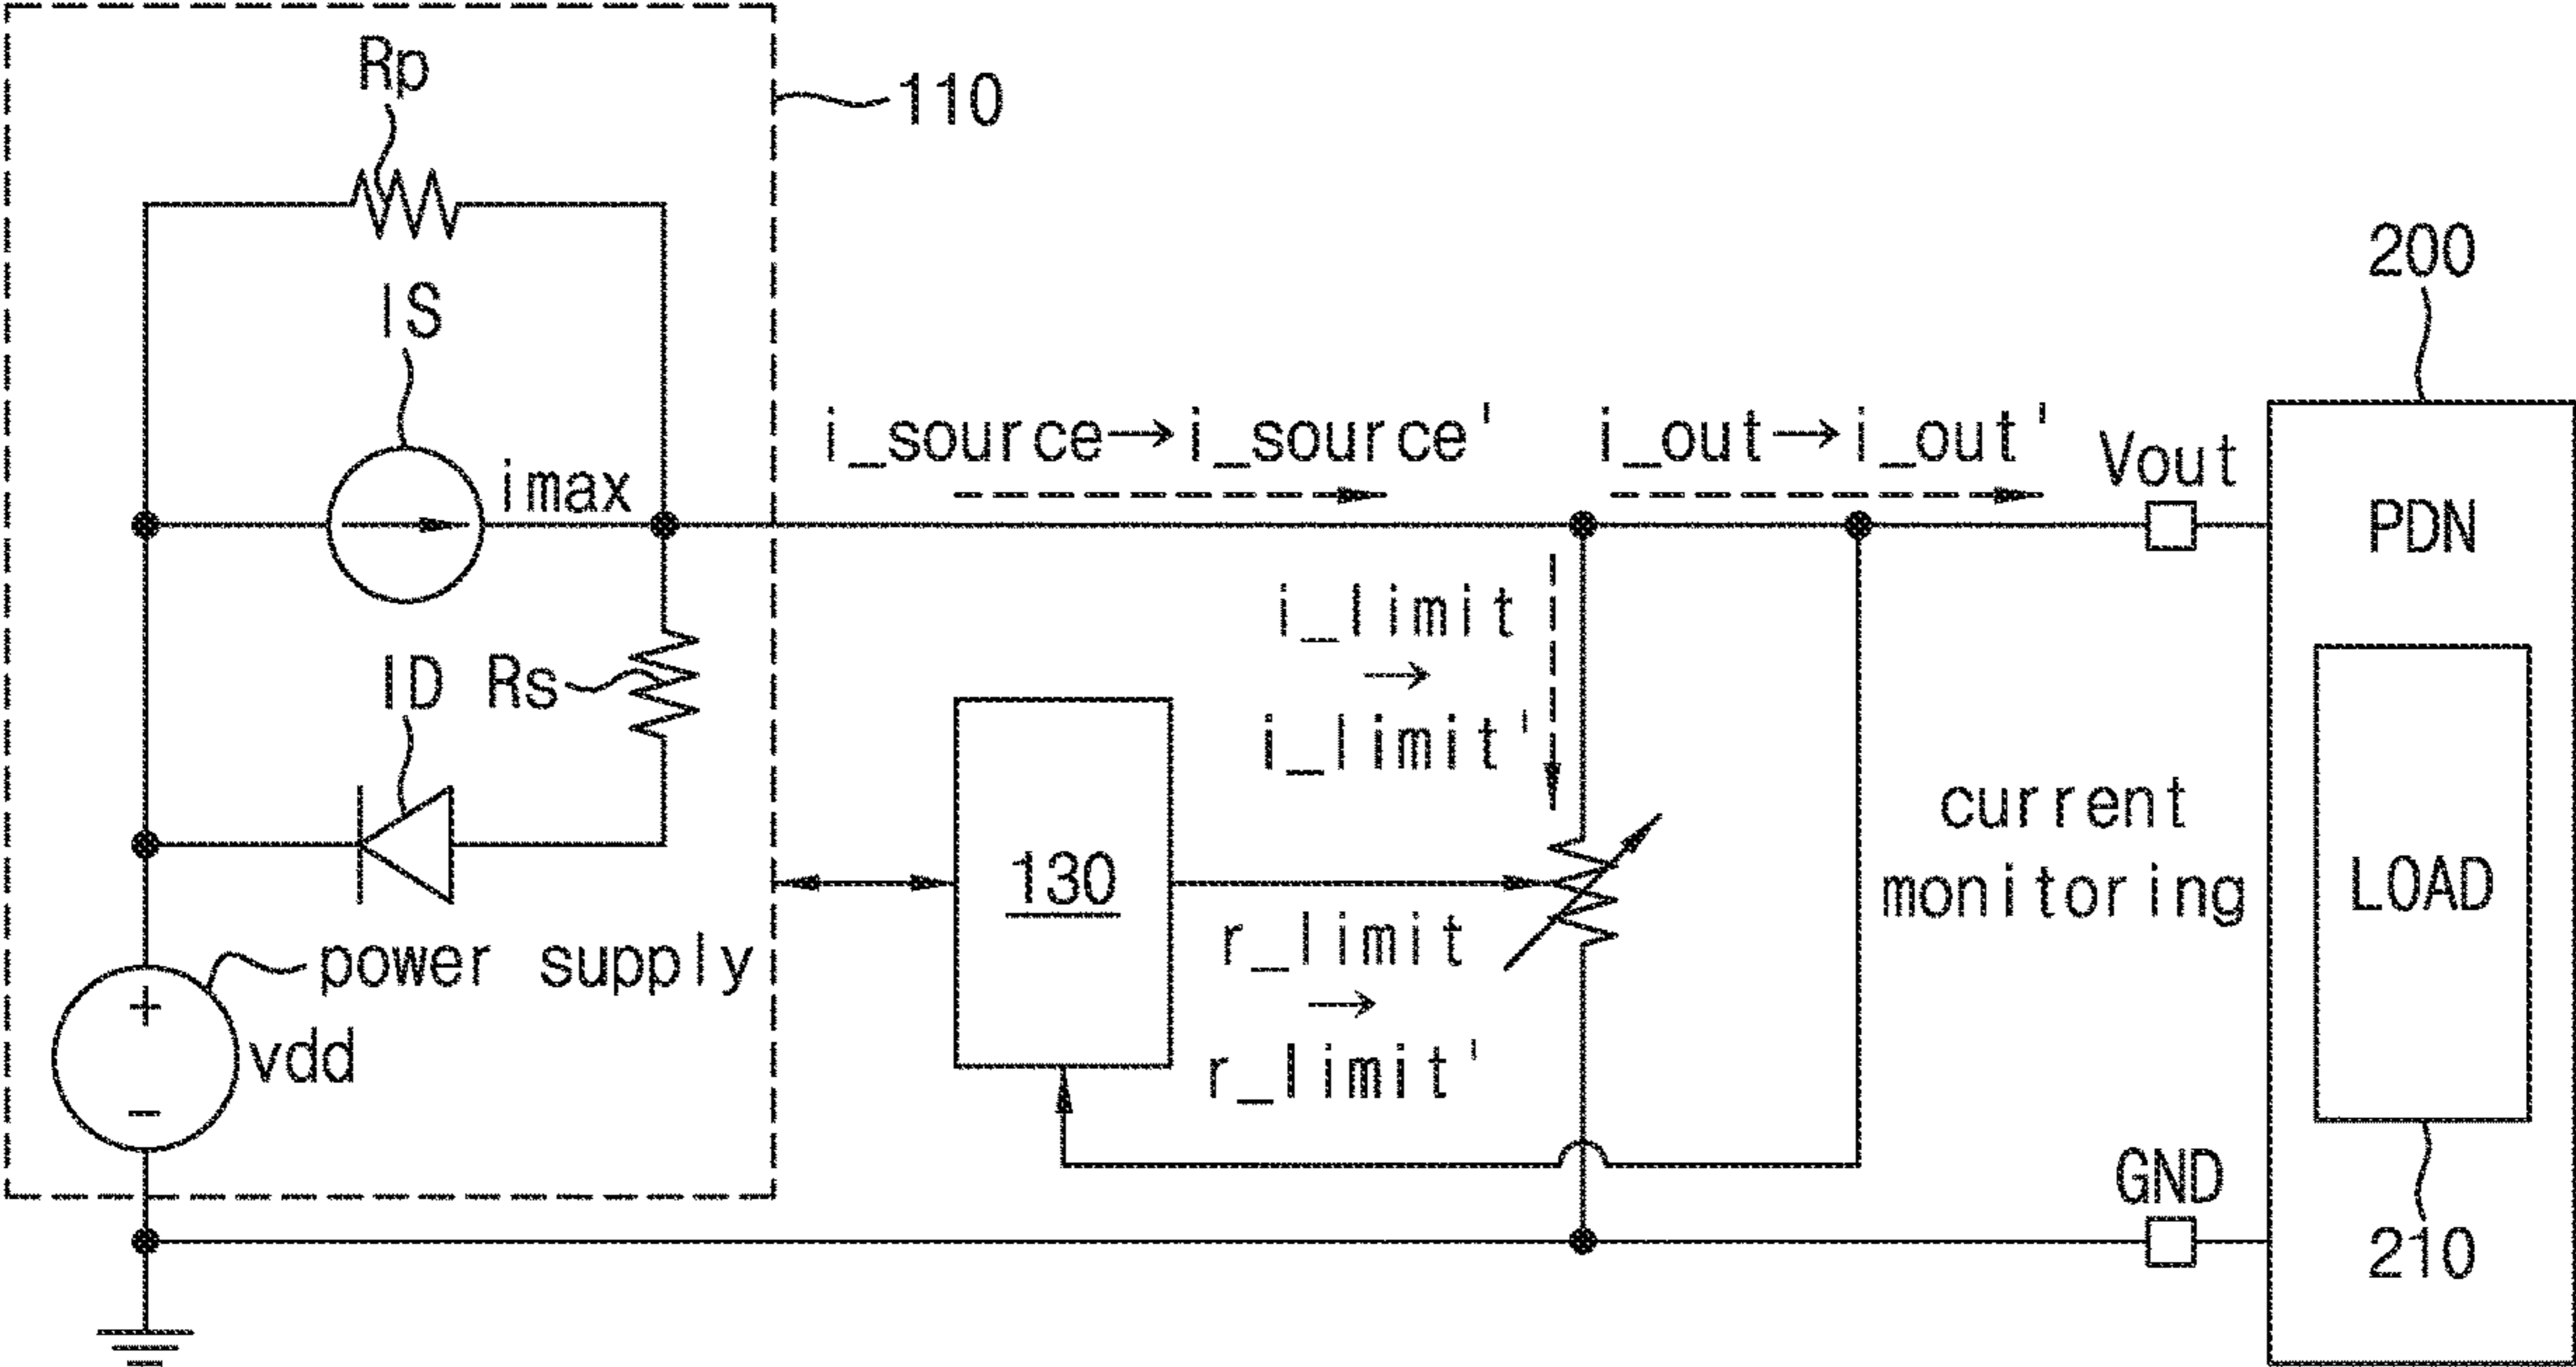 Rp
110
IS
200
imax
i_source→i_source'
i_out→i_out'
Vout
PDN
i_limit
→
i_limit'
ID
Rs
130
current
monitoring
LOAD
power supply
r_limit
→
r_limit'
+
vdd
−
GND
210